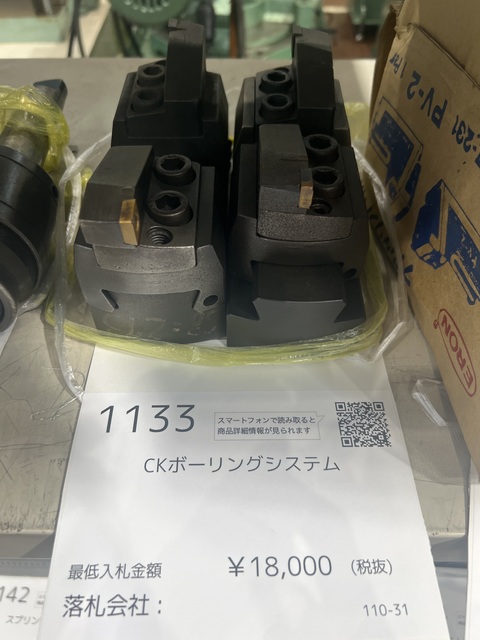 PV-2
ERON
1133
スマートフォンで読み取ると
商品詳細情報が見られます
CKボーリングシステム
最低入札金額 ￥18,000 (税抜)
落札会社：
110-31
142
スプリン